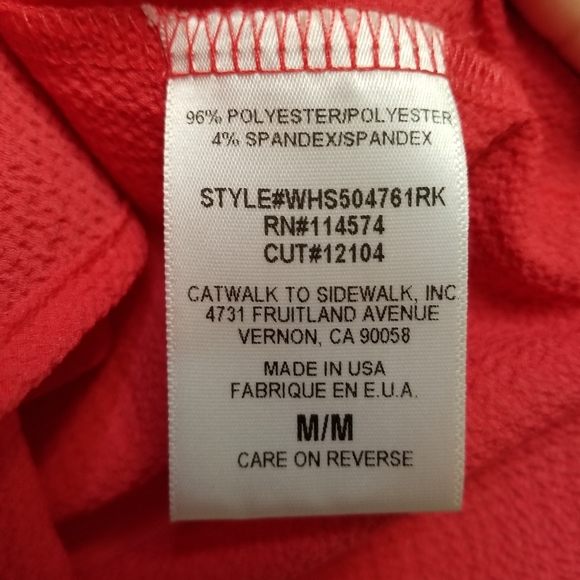 96% POLYESTER/POLYESTER
4% SPANDEX/SPANDEX
STYLE#WHS504761RK
RN#114574
CUT#12104
CATWALK TO SIDEWALK, INC
4731 FRUITLAND AVENUE
VERNON, CA 90058
MADE IN USA
FABRIQUE EN E.U.A.
M/M
CARE ON REVERSE